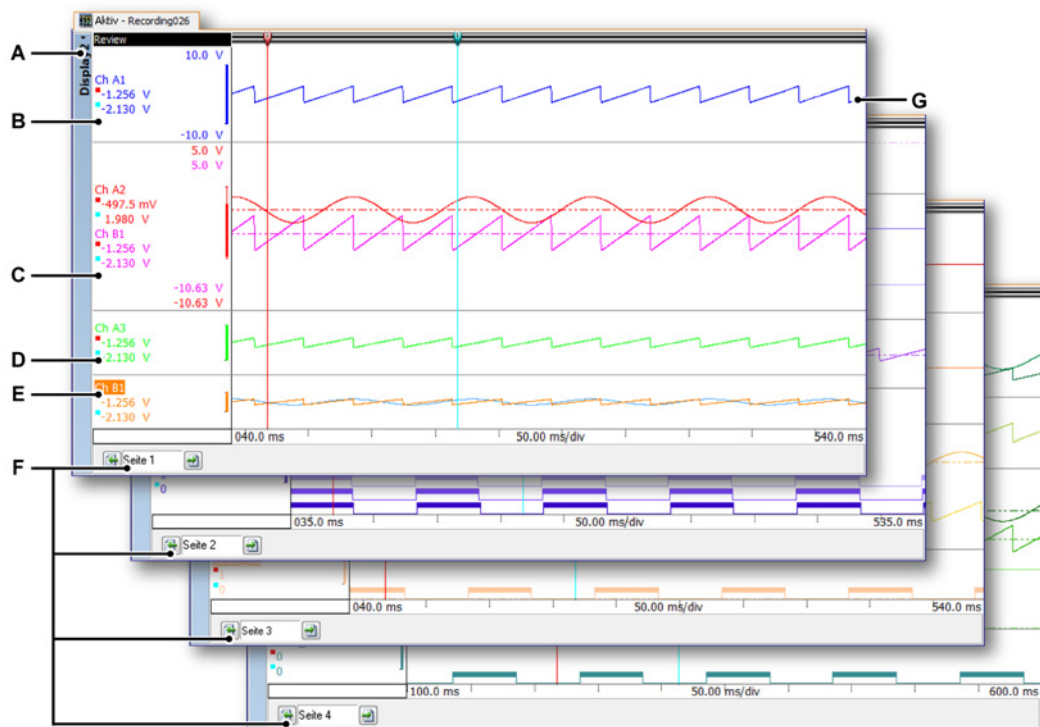 Aktiv - Recording026
A
Display 2
Review
10.0 V
Ch A1
-1.256 V
-2.130 V
B
G
-10.0 V
5.0 V
5.0 V
Ch A2
-497.5 mV
1.980 V
Ch B1
-1.256 V
-2.130 V
C
-10.63 V
-10.63 V
Ch A3
-1.256 V
-2.130 V
D
Ch B1
E
-1.256 V
-2.130 V
040.0 ms 50.00 ms/div 540.0 ms
F
Seite 1
0
035.0 ms 50.00 ms/div 535.0 ms
Seite 2
0
040.0 ms 50.00 ms/div 540.0 ms
Seite 3
0
0
100.0 ms 50.00 ms/div 600.0 ms
Seite 4